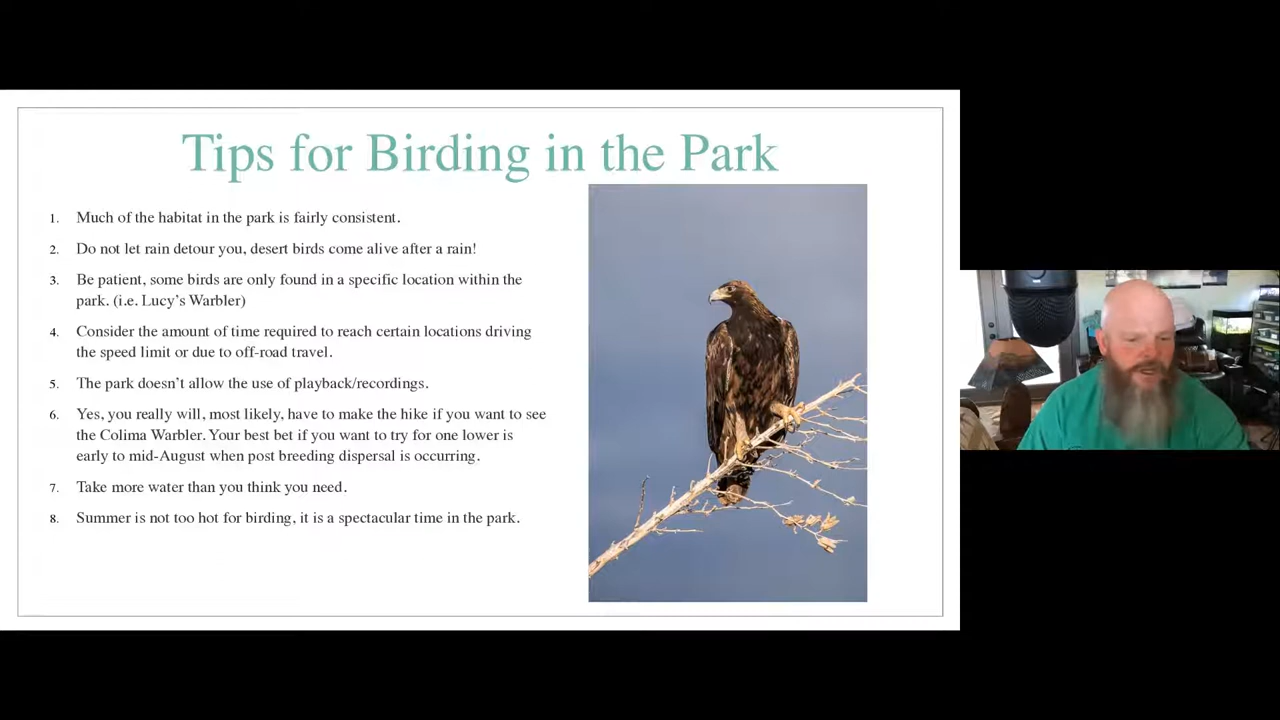 Tips for Birding in the Park
1. Much of the habitat in the park is fairly consistent.
2. Do not let rain detour you, desert birds come alive after a rain!
3. Be patient, some birds are only found in a specific location within the
park. (i.e. Lucy's Warbler)
4. Consider the amount of time required to reach certain locations driving
the speed limit or due to off-road travel.
5. The park doesn't allow the use of playback/recordings.
6. Yes, you really will, most likely, have to make the hike if you want to see
the Colima Warbler. Your best bet if you want to try for one lower is
early to mid-August when post breeding dispersal is occurring.
7. Take more water than you think you need.
8. Summer is not too hot for birding, it is a spectacular time in the park.